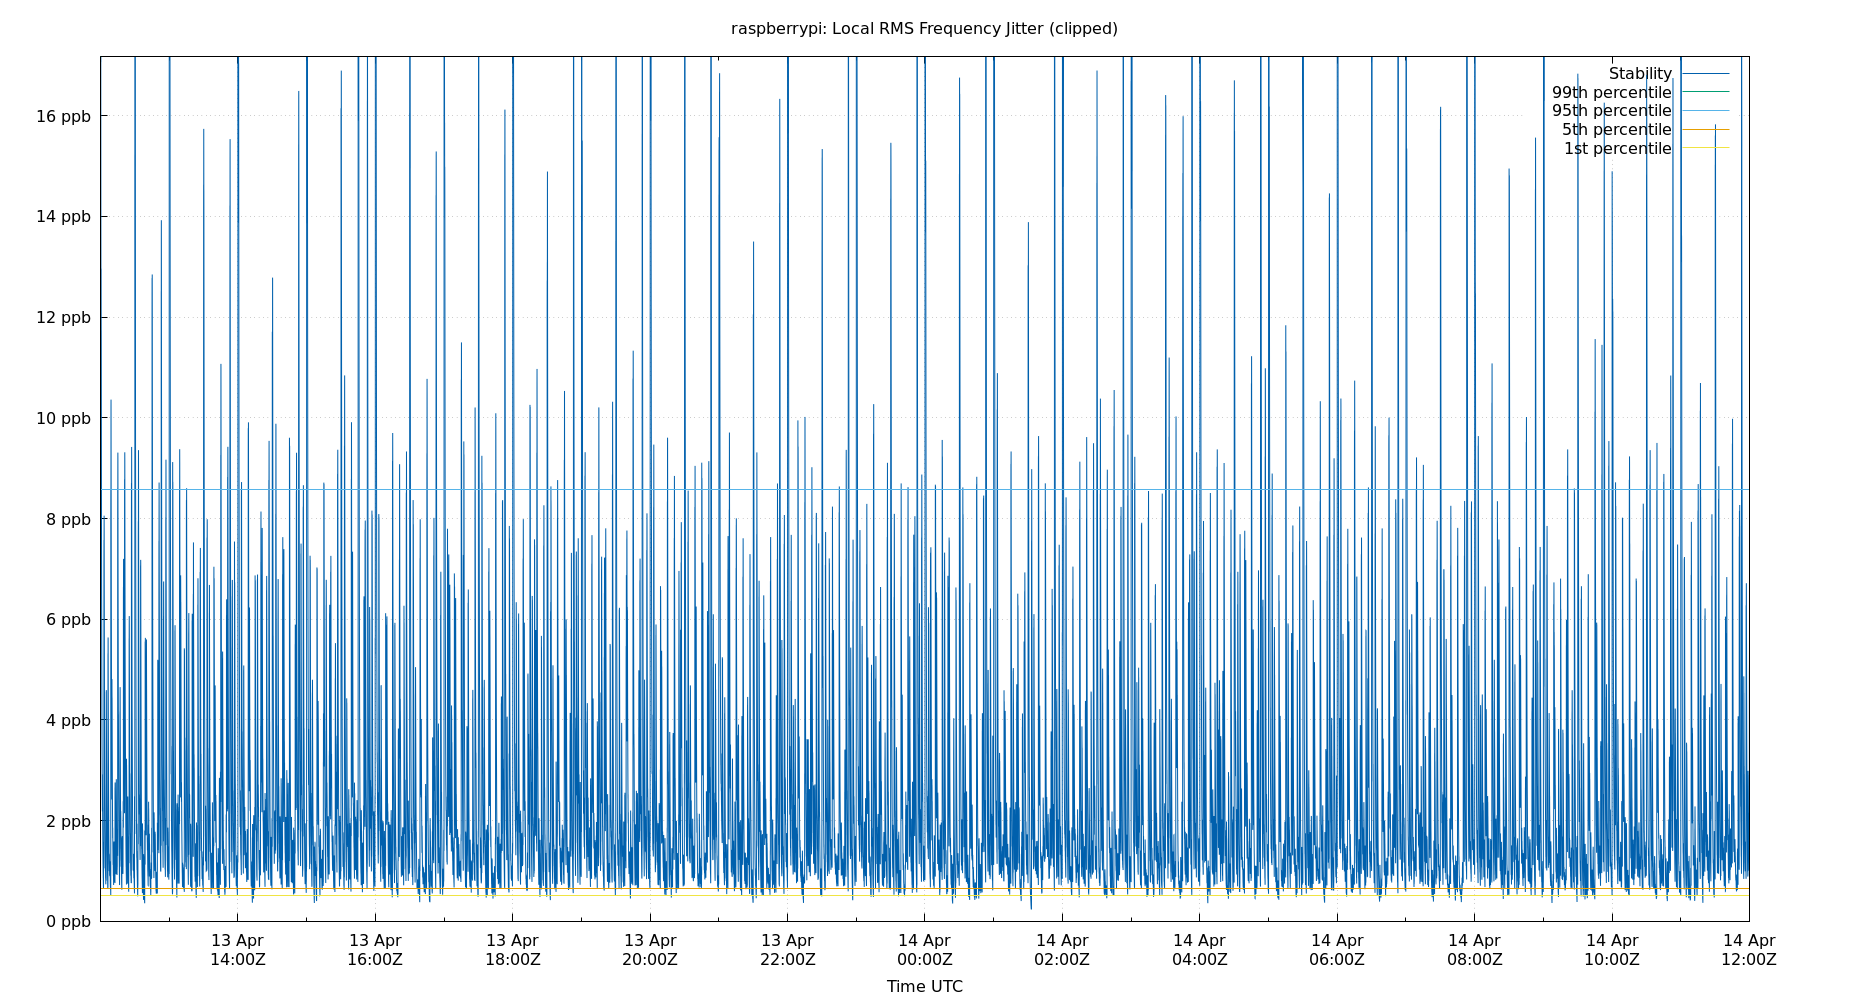 raspberrypi: Local RMS Frequency Jitter (clipped)
Stability
99th percentile
95th percentile
5th percentile
1st percentile
16 ppb
14 ppb
12 ppb
10 ppb
8 ppb
6 ppb
4 ppb
2 ppb
0 ppb
13 Apr 13 Apr 13 Apr 13 Apr 13 Apr 14 Apr 14 Apr 14 Apr 14 Apr 14 Apr 14 Apr 14 Apr
14:00Z 16:00Z 18:00Z 20:00Z 22:00Z 00:00Z 02:00Z 04:00Z 06:00Z 08:00Z 10:00Z 12:00Z
Time UTC